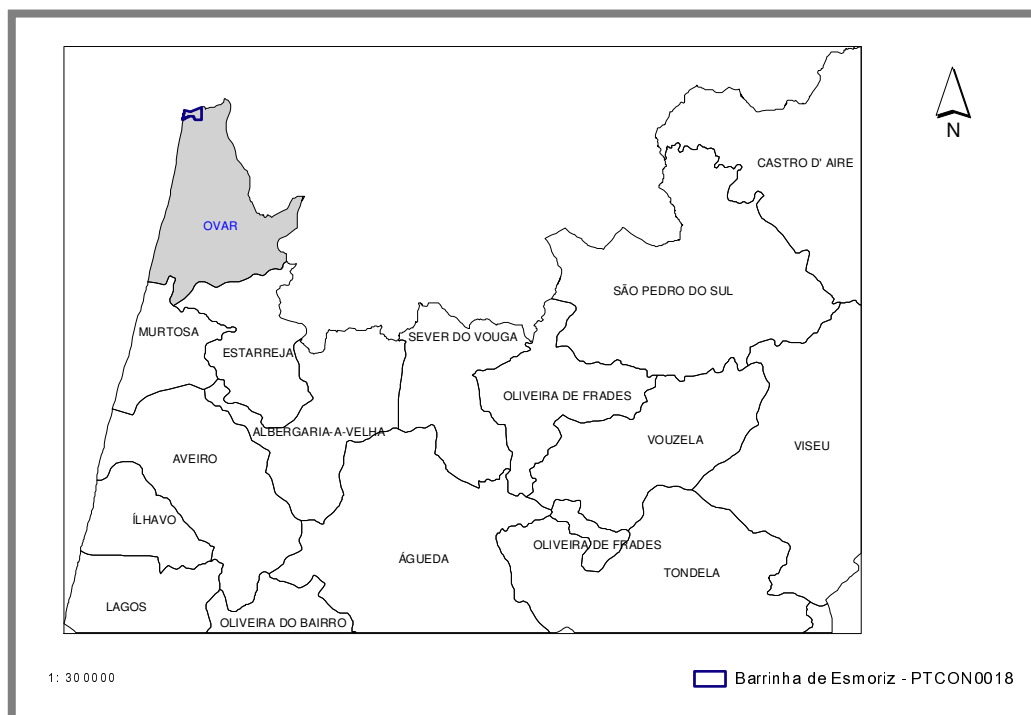 N
CASTRO D' AIRE
OVAR
SÃO PEDRO DO SUL
MURTOSA
SEVER DO VOUGA
ESTARREJA
OLIVEIRA DE FRADES
ALBERGARIA-A-VELHA
VOUZELA
VISEU
AVEIRO
ÍLHAVO
OLIVEIRA DE FRADES
ÁGUEDA
TONDELA
LAGOS
OLIVEIRA DO BAIRRO
1: 300000
Barrinha de Esmoriz - PTCON0018